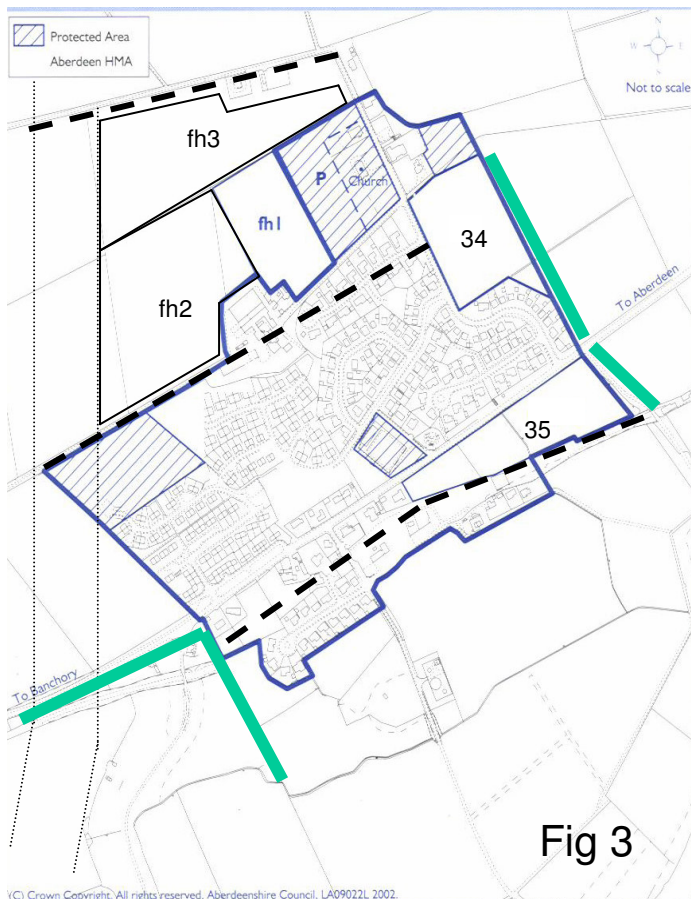 Protected Area
Aberdeen HMA
N
W E
S
Not to scale
fh3
P
Church
fh1
34
fh2
To Aberdeen
35
To Banchory
Fig 3
(C) Crown Copyright. All rights reserved. Aberdeenshire Council. LA09022L 2002.